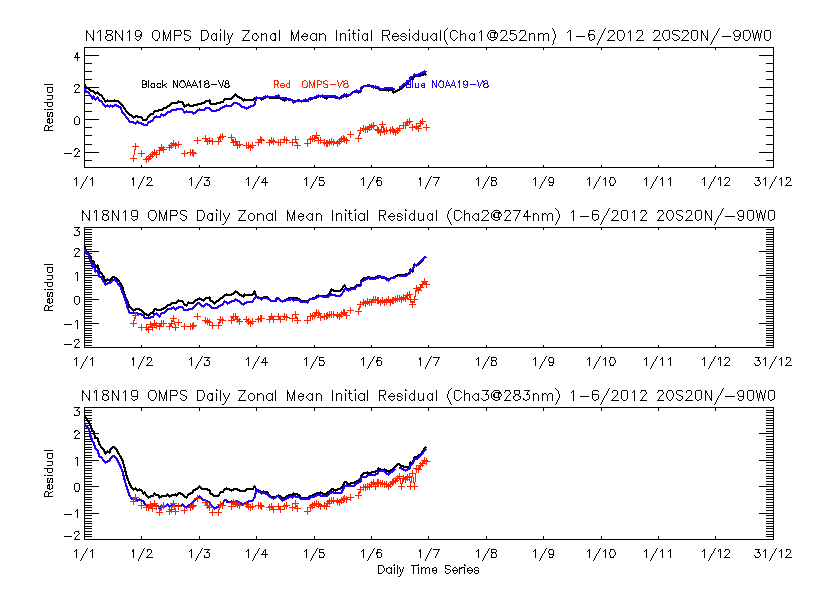 N18N19 OMPS Daily Zonal Mean Initial Residual(Cha1@252nm) 1-6/2012 20S20N/-90W0
4
2
0
-2
Residual
Black NOAA18-V8 Red OMPS-V8 Blue NOAA19-V8
1/1 1/2 1/3 1/4 1/5 1/6 1/7 1/8 1/9 1/10 1/11 1/12 31/12
N18N19 OMPS Daily Zonal Mean Initial Residual (Cha2@274nm) 1-6/2012 20S20N/-90W0
3
2
1
0
-1
-2
Residual
1/1 1/2 1/3 1/4 1/5 1/6 1/7 1/8 1/9 1/10 1/11 1/12 31/12
N18N19 OMPS Daily Zonal Mean Initial Residual (Cha3@283nm) 1-6/2012 20S20N/-90W0
3
2
1
0
-1
-2
Residual
1/1 1/2 1/3 1/4 1/5 1/6 1/7 1/8 1/9 1/10 1/11 1/12 31/12
Daily Time Series